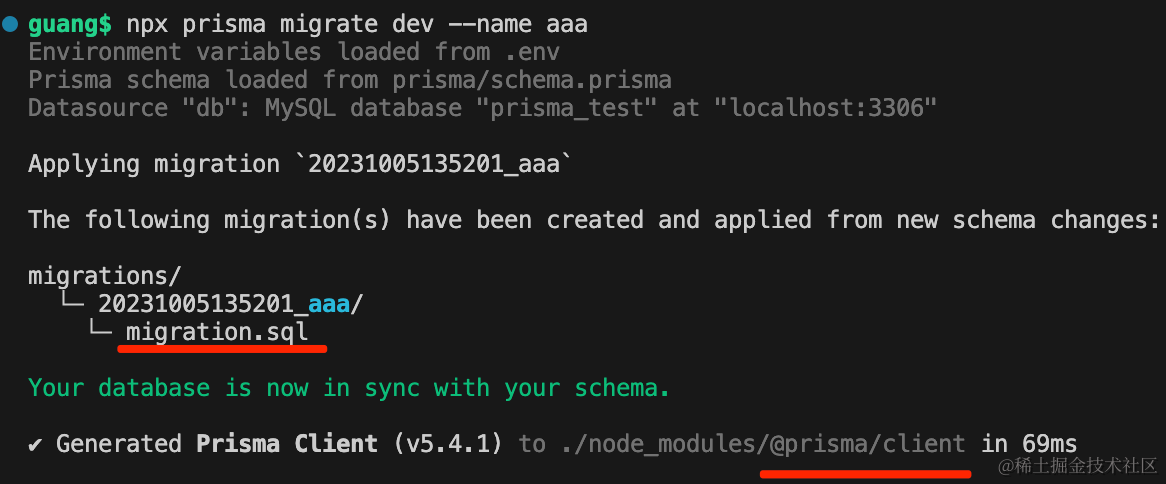 guang$ npx prisma migrate dev --name aaa
Environment variables loaded from .env
Prisma schema loaded from prisma/schema.prisma
Datasource "db": MySQL database "prisma_test" at "localhost:3306"
Applying migration `20231005135201_aaa`
The following migration(s) have been created and applied from new schema changes:
migrations/
└─ 20231005135201_aaa/
└─ migration.sql
Your database is now in sync with your schema.
✔ Generated Prisma Client (v5.4.1) to ./node_modules/@prisma/client in 69ms
@稀土掘金技术社区